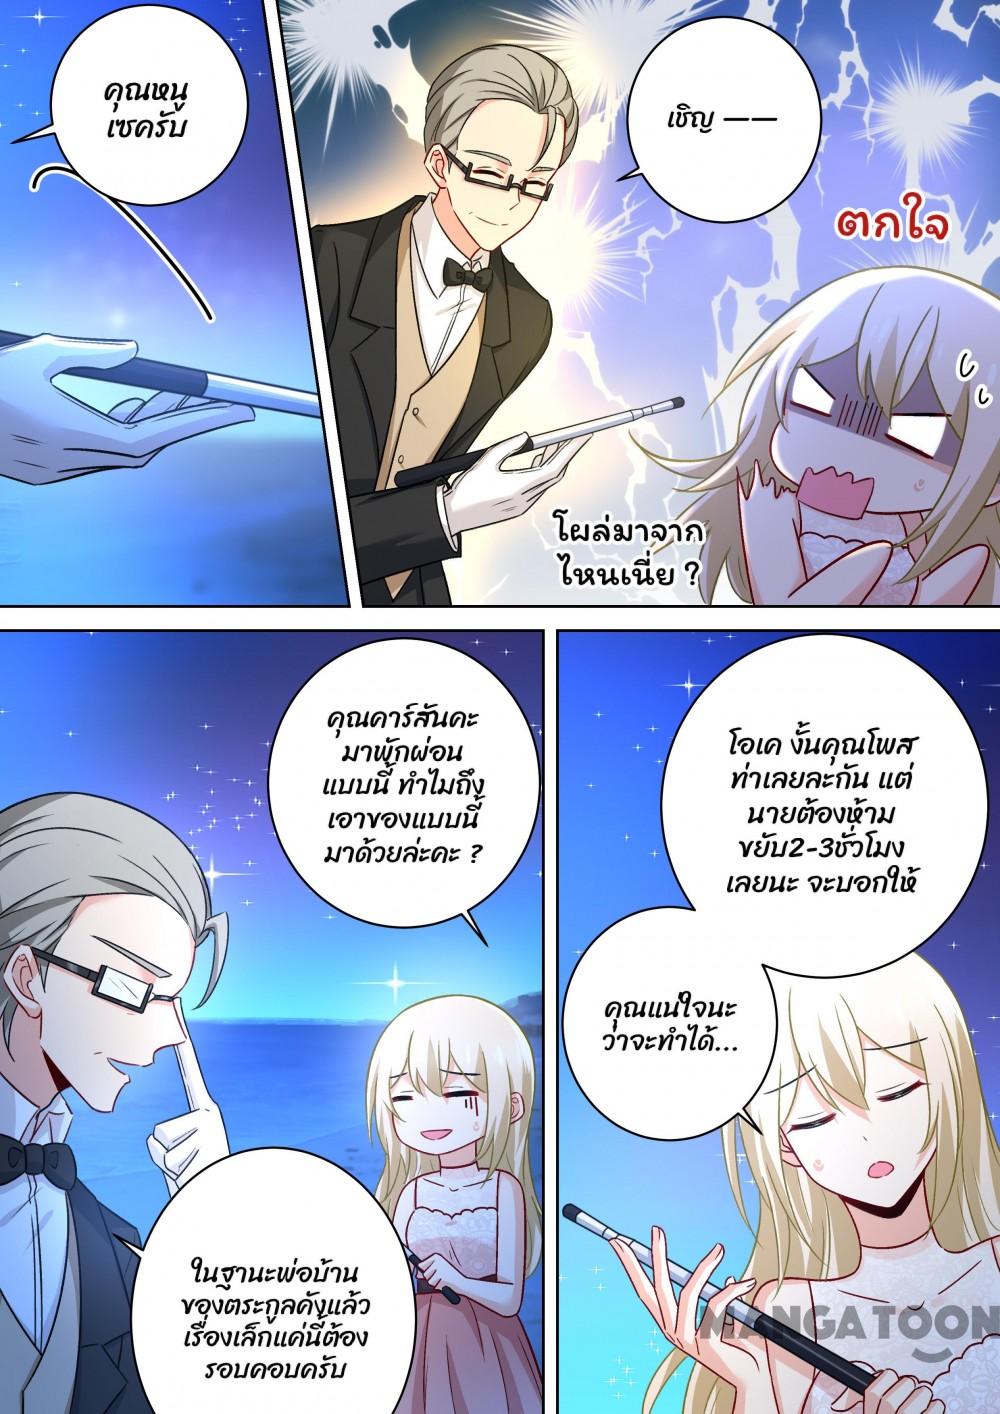 คุณหนู
เซครับ
เชิญ ——
ตกใจ
โผล่มาจาก
ไหนเนี่ย ?
คุณคาร์สันคะ
มาพักผ่อน
แบบนี้ ทำไมถึง
เอาของแบบนี้
มาด้วยล่ะคะ ?
ในฐานะพ่อบ้าน
ของตระกูลคังแล้ว
เรื่องเล็กแค่นี้ต้อง
รอบคอบครับ
โอเค งั้นคุณโพส
ท่าเลยละกัน แต่
นายต้องห้าม
ขยับ2-3ชั่วโมง
เลยนะ จะบอกให้
คุณแน่ใจนะ
ว่าจะทำได้...
MANGATOON